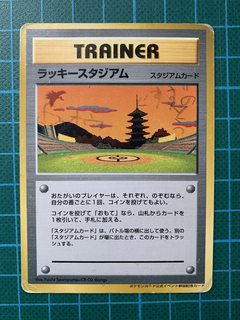 TRAINER
ラッキースタジアム
スタジアムカード
おたがいのプレイヤーは、それぞれ、のぞむなら、
自分の番ごとに1回、コインを投げてもよい。
コインを投げて「おもて」なら、山札からカードを
1枚引いて、手札に加える。
「スタジアムカード」は、バトル場の横に出して使う。別の
「スタジアムカード」が場に出たとき、このカードをトラッシュ
する。